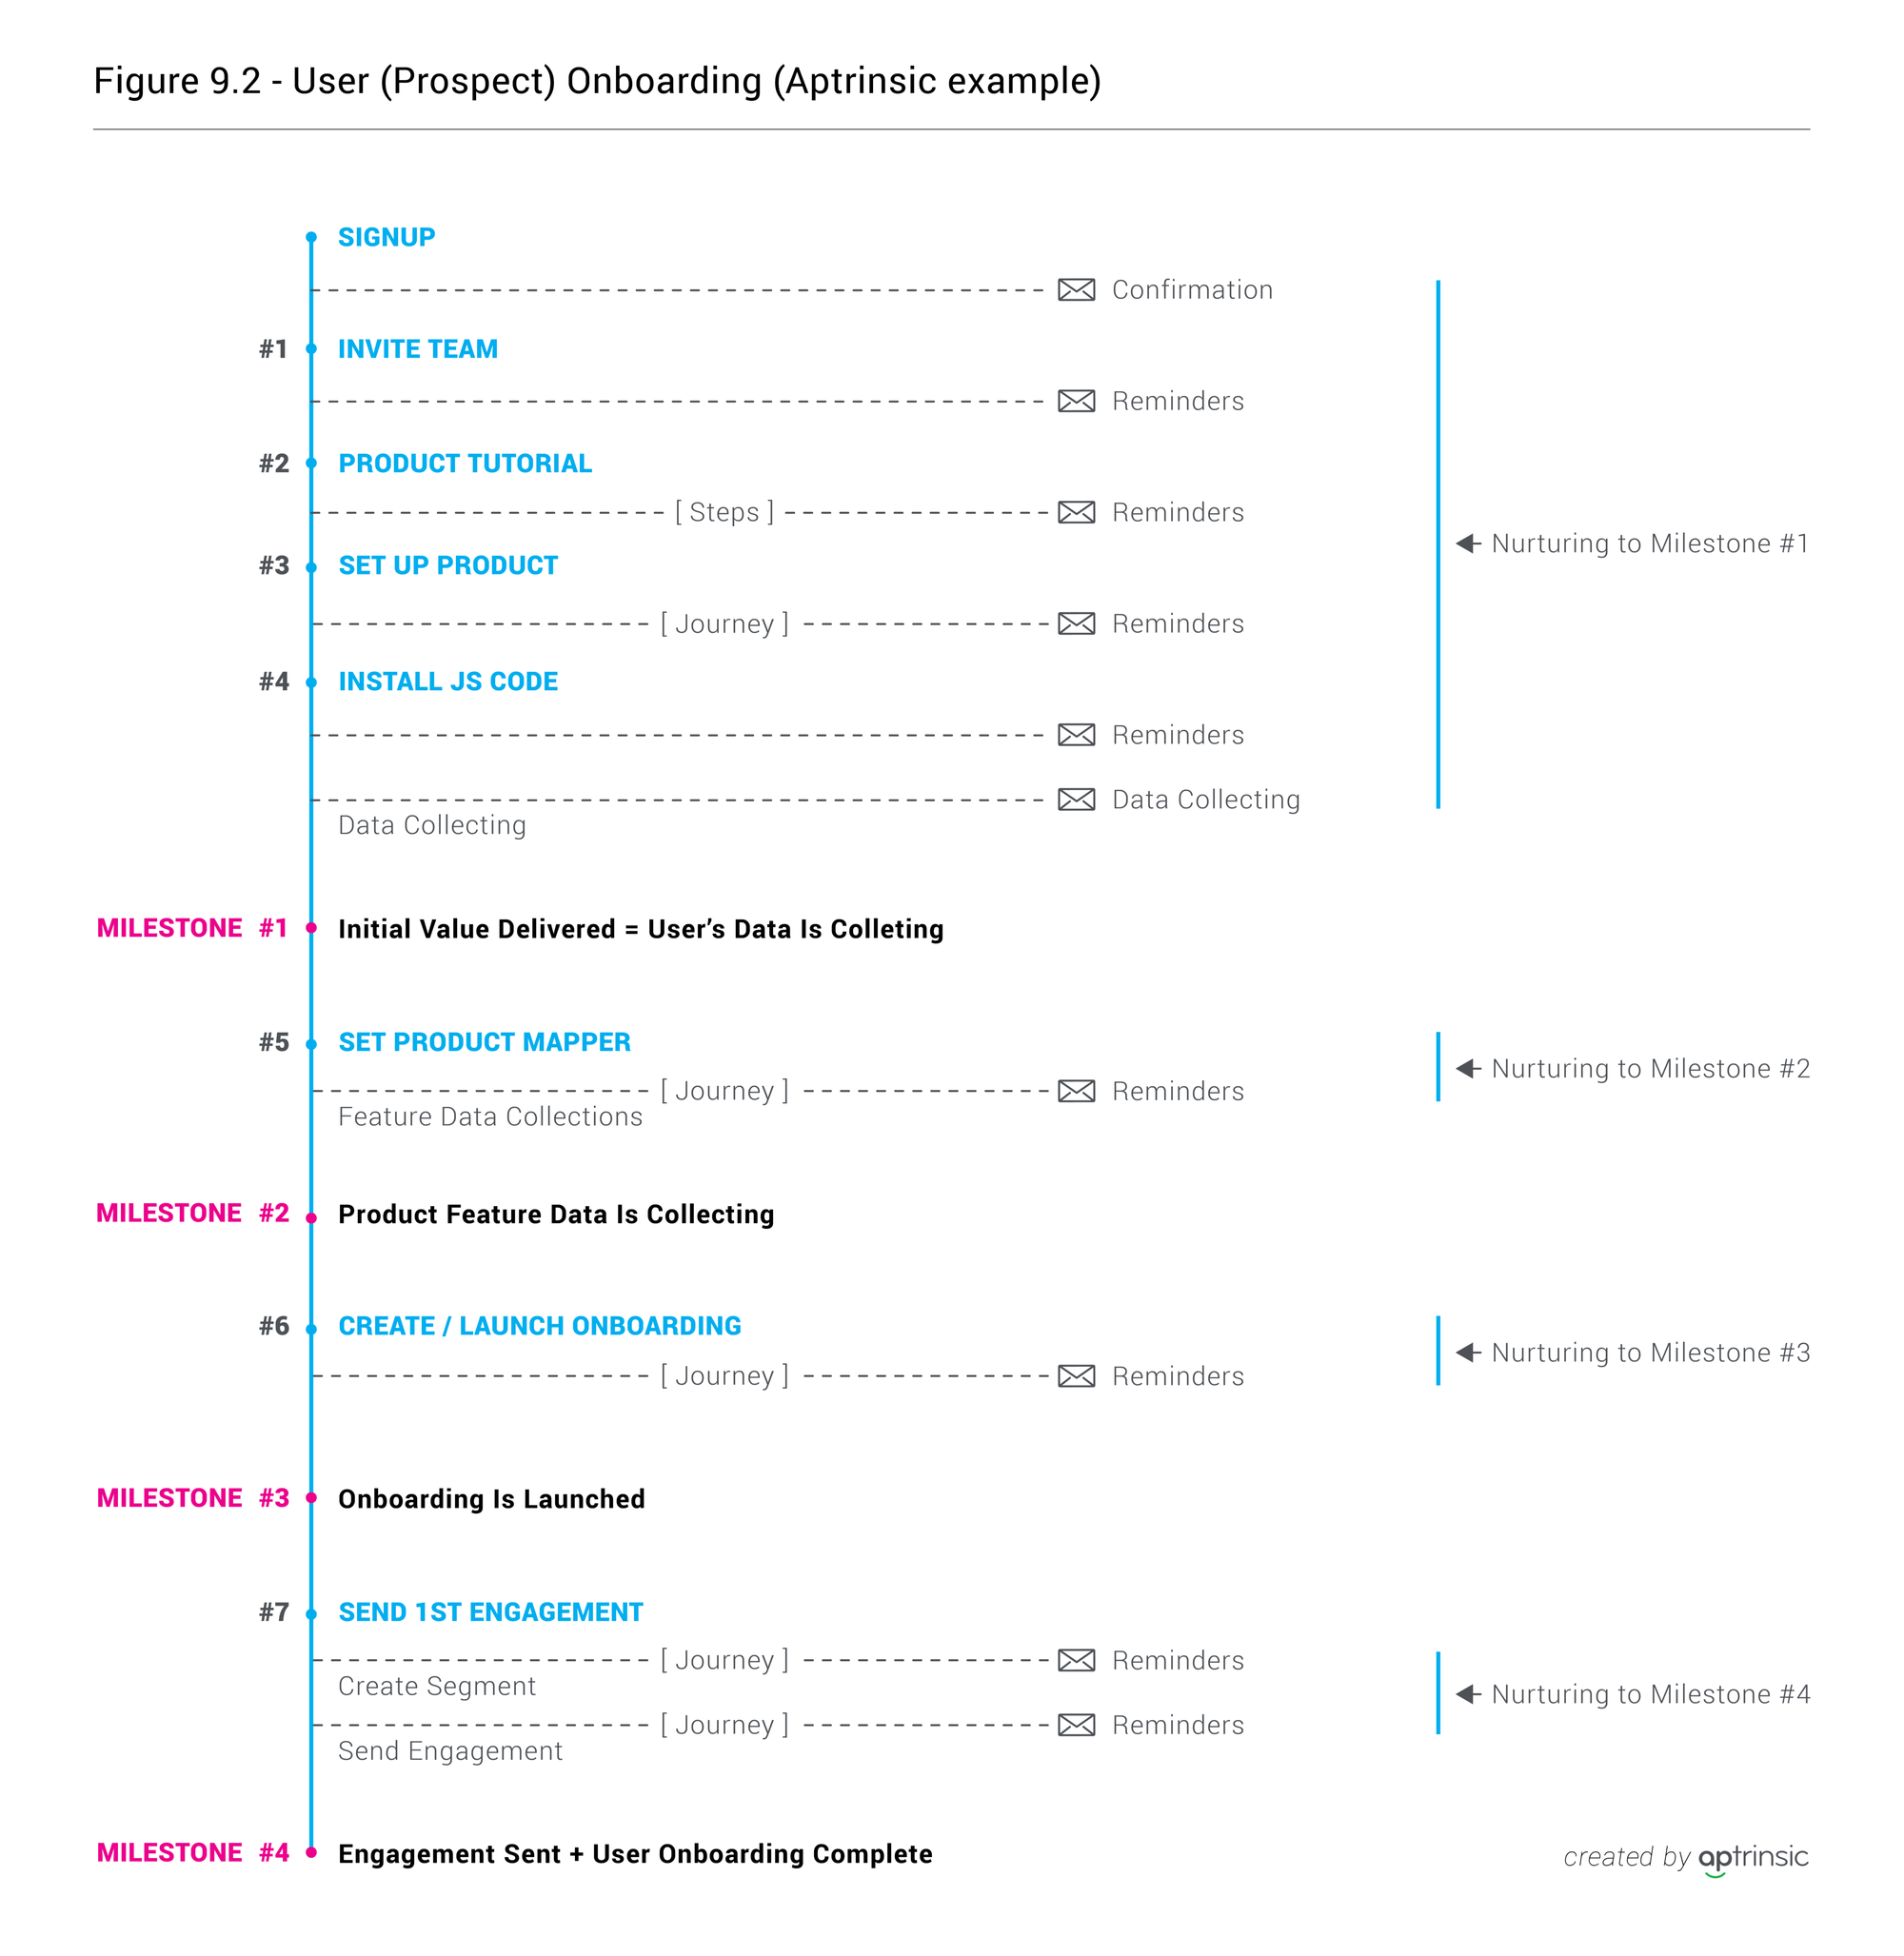 Figure 9.2 - User (Prospect) Onboarding (Aptrinsic example)
SIGNUP
Confirmation
#1 INVITE TEAM
Reminders
#2 PRODUCT TUTORIAL
[ Steps ] Reminders
Nurturing to Milestone #1
#3 SET UP PRODUCT
[ Journey ] Reminders
#4 INSTALL JS CODE
Reminders
Data Collecting
Data Collecting
MILESTONE #1 Initial Value Delivered = User’s Data Is Colleting
#5 SET PRODUCT MAPPER
Nurturing to Milestone #2
[ Journey ] Reminders
Feature Data Collections
MILESTONE #2 Product Feature Data Is Collecting
#6 CREATE / LAUNCH ONBOARDING
Nurturing to Milestone #3
[ Journey ] Reminders
MILESTONE #3 Onboarding Is Launched
#7 SEND 1ST ENGAGEMENT
[ Journey ] Reminders
Create Segment
Nurturing to Milestone #4
[ Journey ] Reminders
Send Engagement
MILESTONE #4 Engagement Sent + User Onboarding Complete
created by aptrinsic